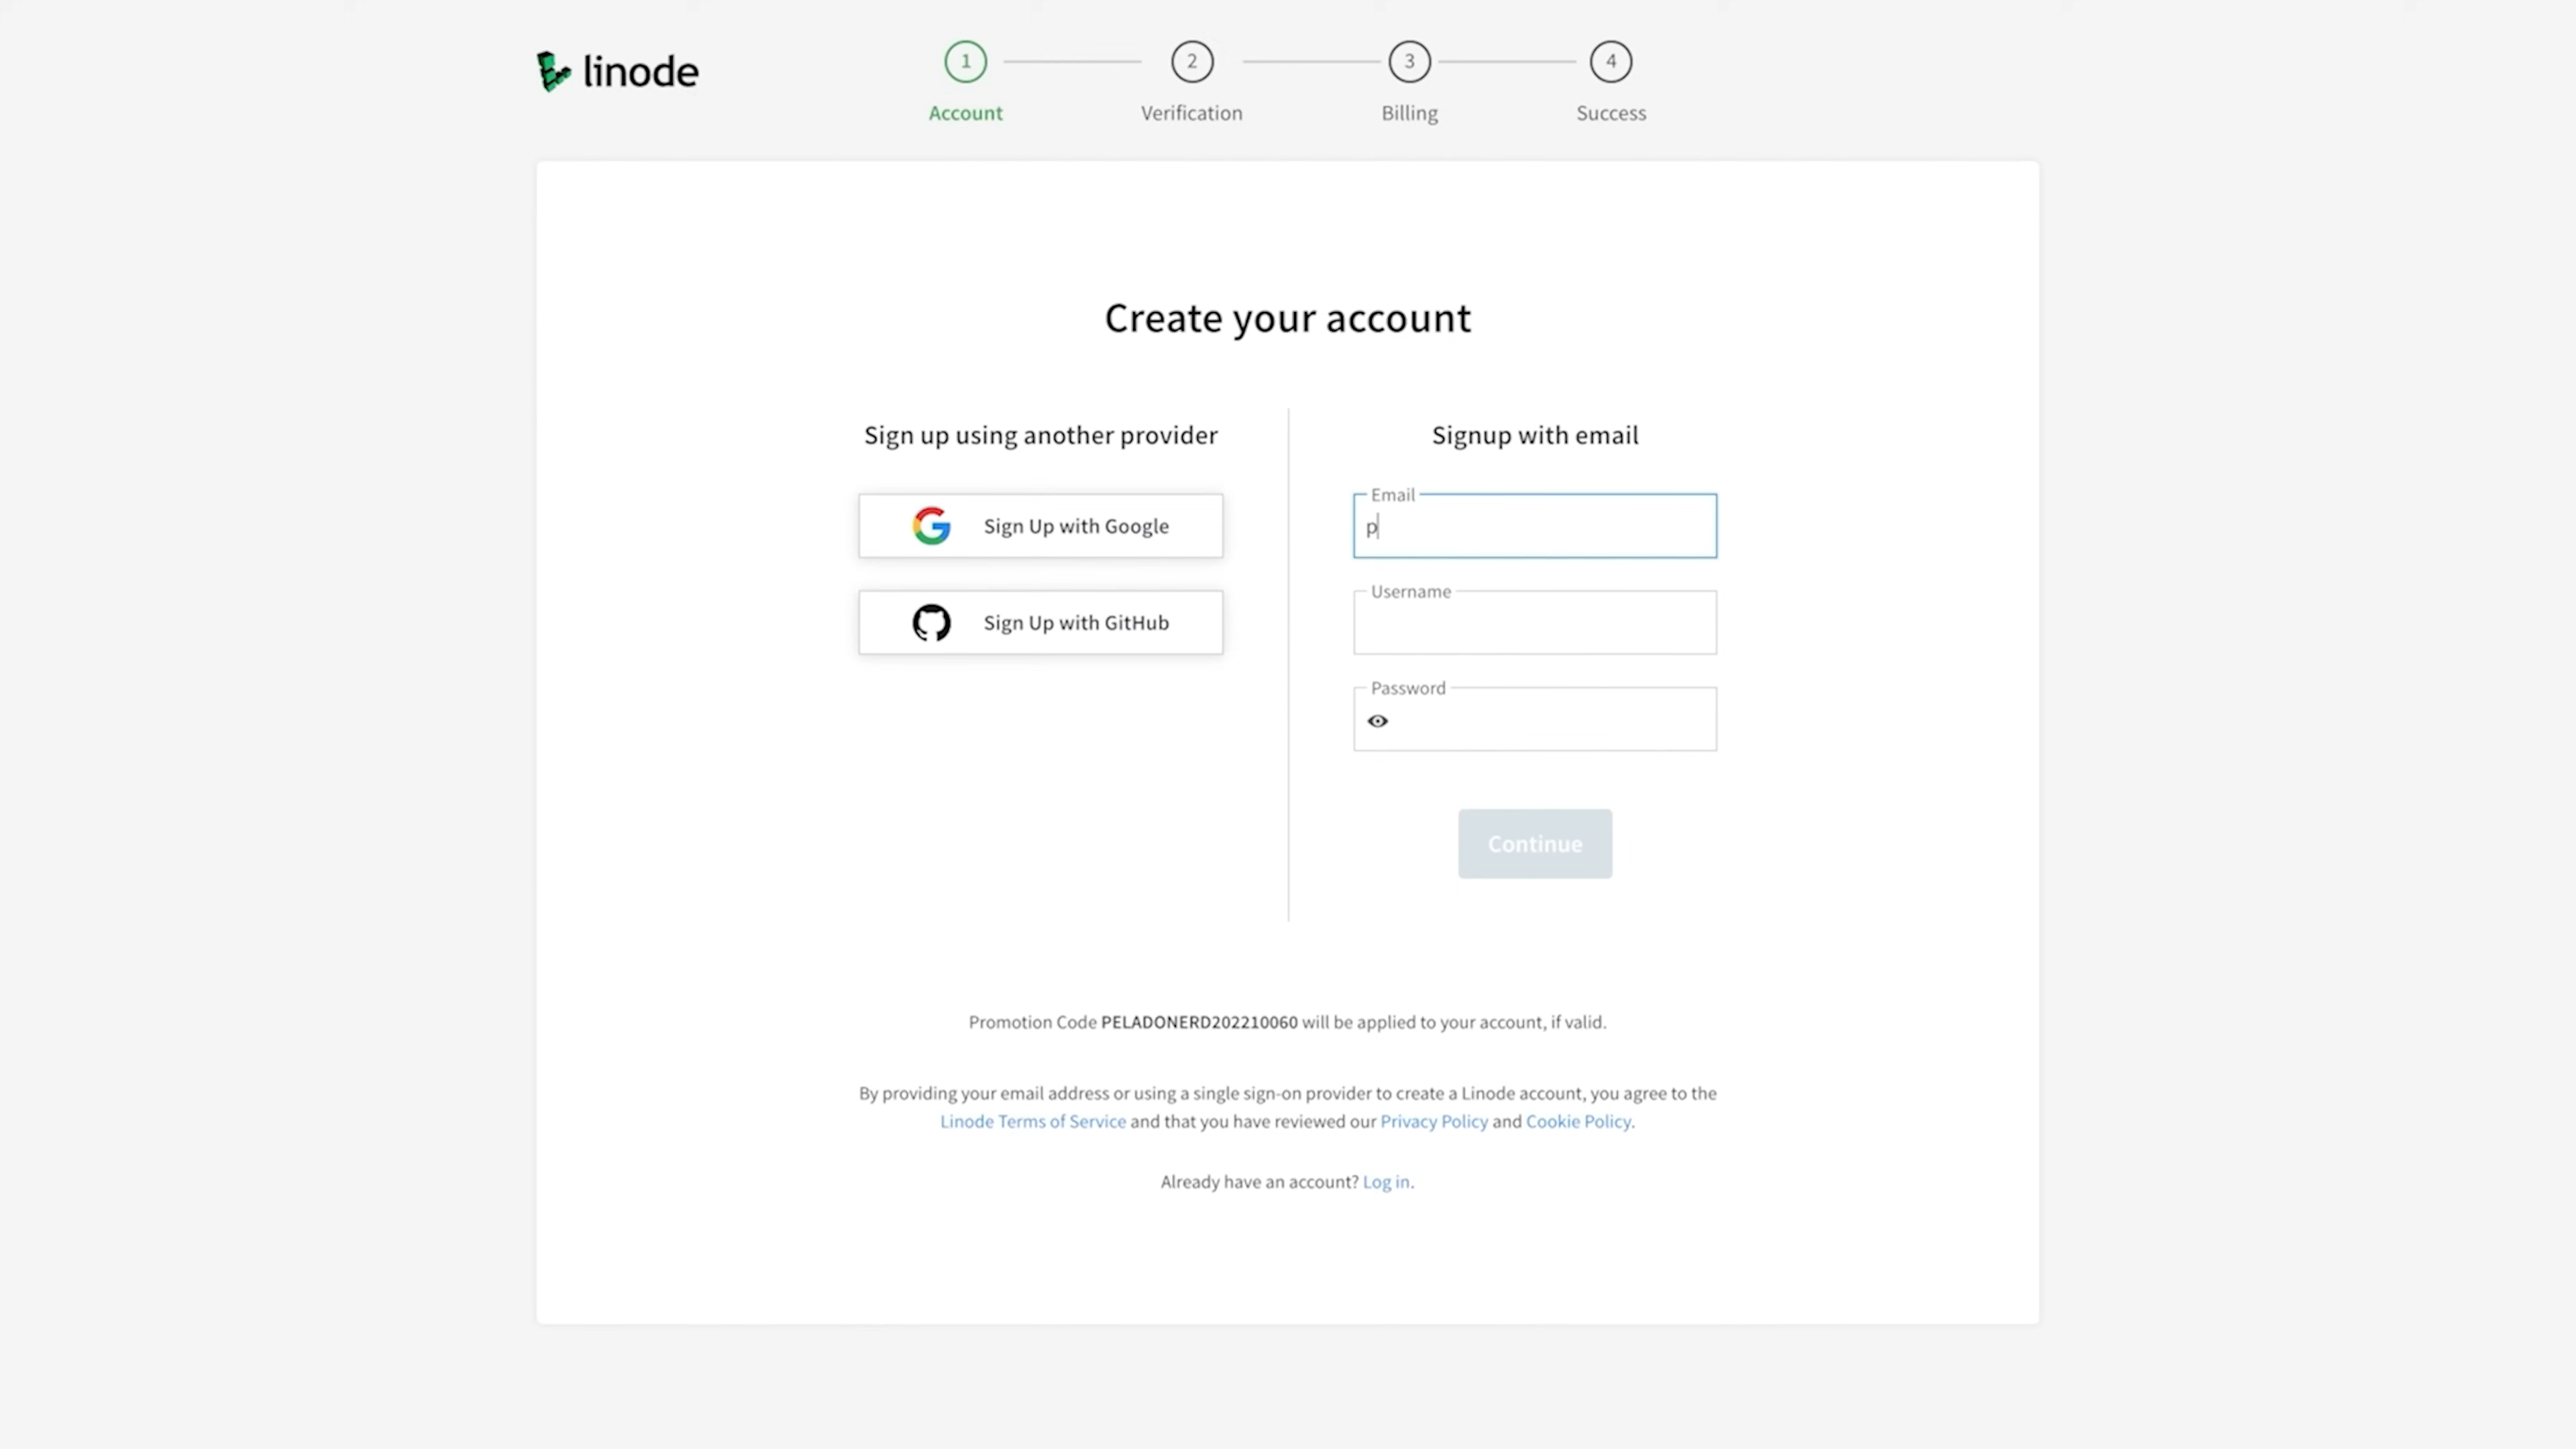 linode
1
2
3
4
Account
Verification
Billing
Success
Create your account
Sign up using another provider
Sign Up with Google
Sign Up with GitHub
Signup with email
Email
p
Username
Password
Continue
Promotion Code PELADONERD202210060 will be applied to your account, if valid.
By providing your email address or using a single sign-on provider to create a Linode account, you agree to the
Linode Terms of Service and that you have reviewed our Privacy Policy and Cookie Policy.
Already have an account? Log in.